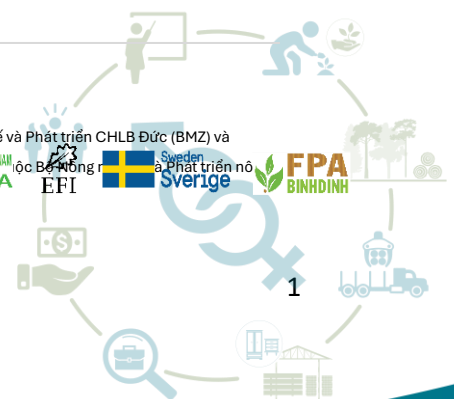 ế và Phát triển CHLB Đức (BMZ) và
NAM
A
ộc Bộ Nông n
à Phát triển nô
EFI
Sweden
Sverige
FPA
BINHDINH
1